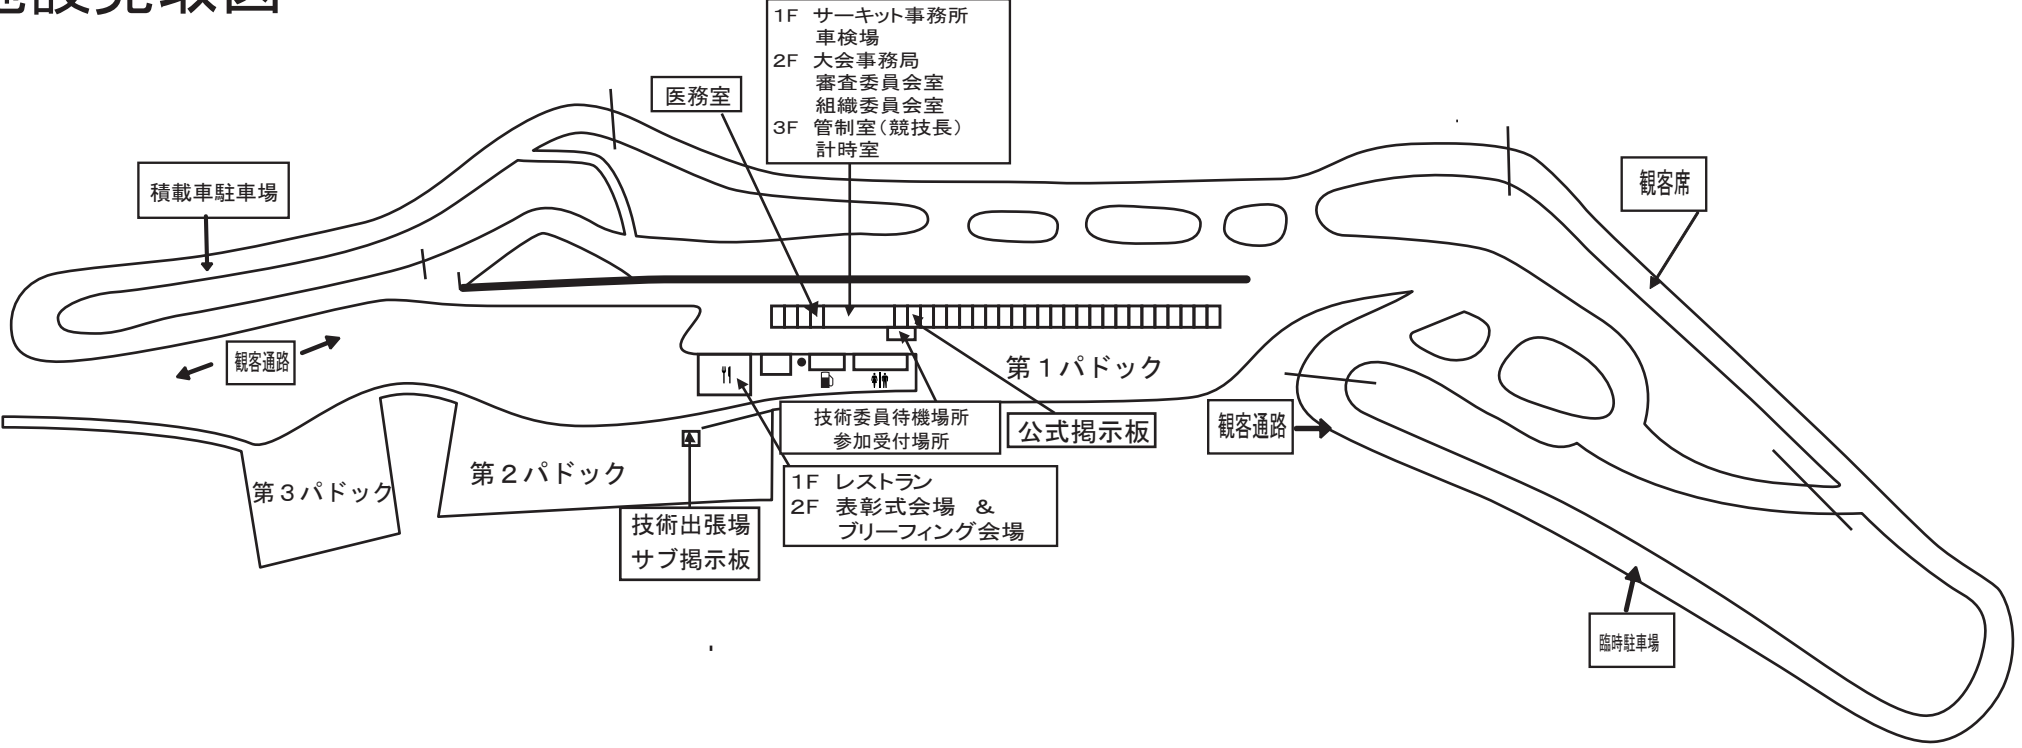 施設見取図
1F サーキット事務所
車検場
2F 大会事務局
審査委員会室
組織委員会室
3F 管制室(競技長)
計時室
医務室
積載車駐車場
観客席
観客通路
第1パドック
技術委員待機場所
参加受付場所
公式掲示板
観客通路
第2パドック
第3パドック
1F レストラン
2F 表彰式会場 &
ブリーフィング会場
技術出張場
サブ掲示板
臨時駐車場